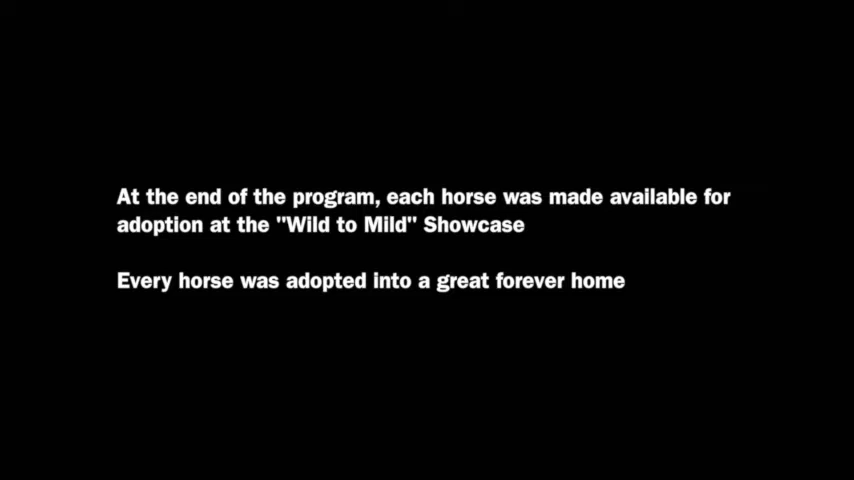 At the end of the program, each horse was made available for
adoption at the "Wild to Mild" Showcase
Every horse was adopted into a great forever home